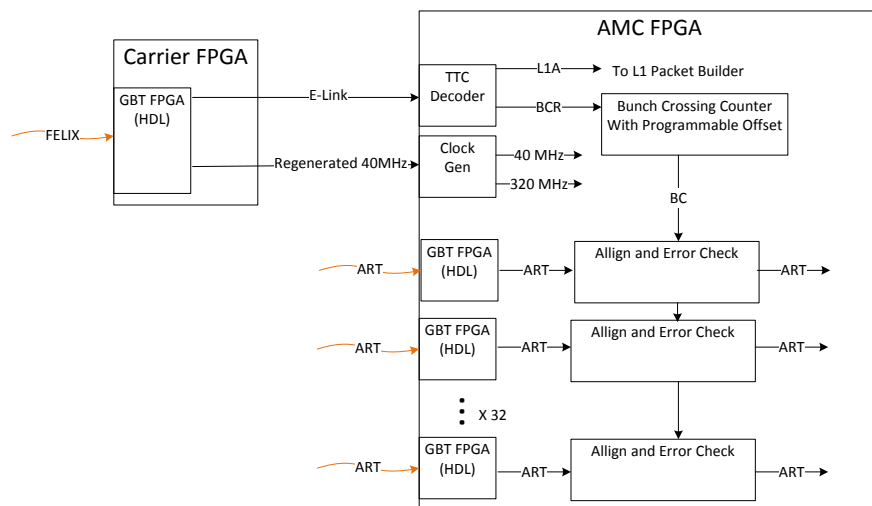 AMC FPGA
Carrier FPGA
GBT FPGA
(HDL)
FELIX
E-Link
Regenerated 40MHz
TTC
Decoder
L1A
To L1 Packet Builder
BCR
Bunch Crossing Counter
With Programmable Offset
Clock
Gen
40 MHz
320 MHz
BC
ART
GBT FPGA
(HDL)
ART
Allign and Error Check
ART
ART
GBT FPGA
(HDL)
ART
Allign and Error Check
ART
X 32
ART
GBT FPGA
(HDL)
ART
Allign and Error Check
ART